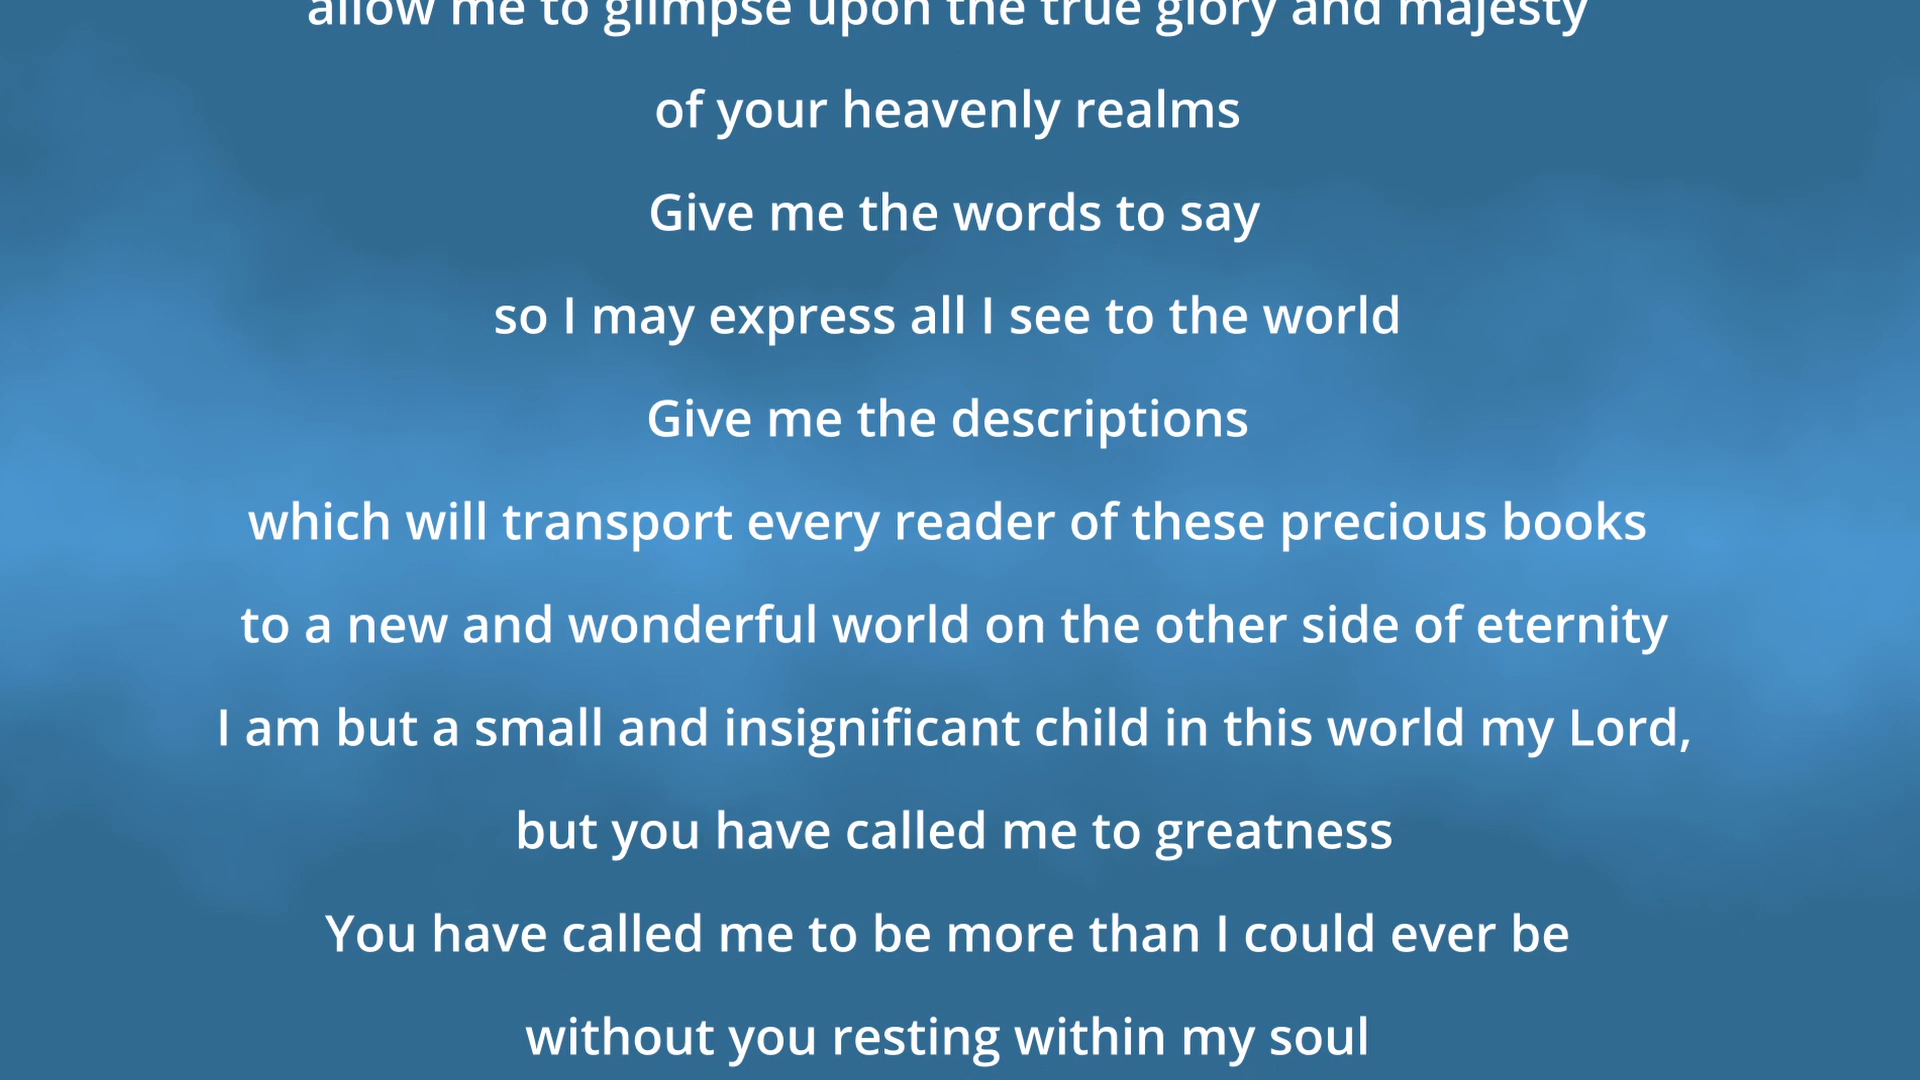 allow me to glimpse upon the true glory and majesty
of your heavenly realms
Give me the words to say
so I may express all I see to the world
Give me the descriptions
which will transport every reader of these precious books
to a new and wonderful world on the other side of eternity
I am but a small and insignificant child in this world my Lord,
but you have called me to greatness
You have called me to be more than I could ever be
without you resting within my soul